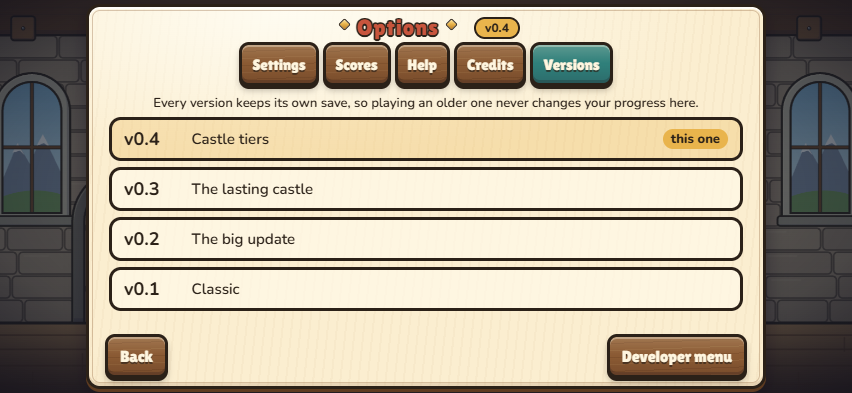 Options v0.4
Settings Scores Help Credits Versions
Every version keeps its own save, so playing an older one never changes your progress here.
v0.4 Castle tiers this one
v0.3 The lasting castle
v0.2 The big update
v0.1 Classic
Back Developer menu